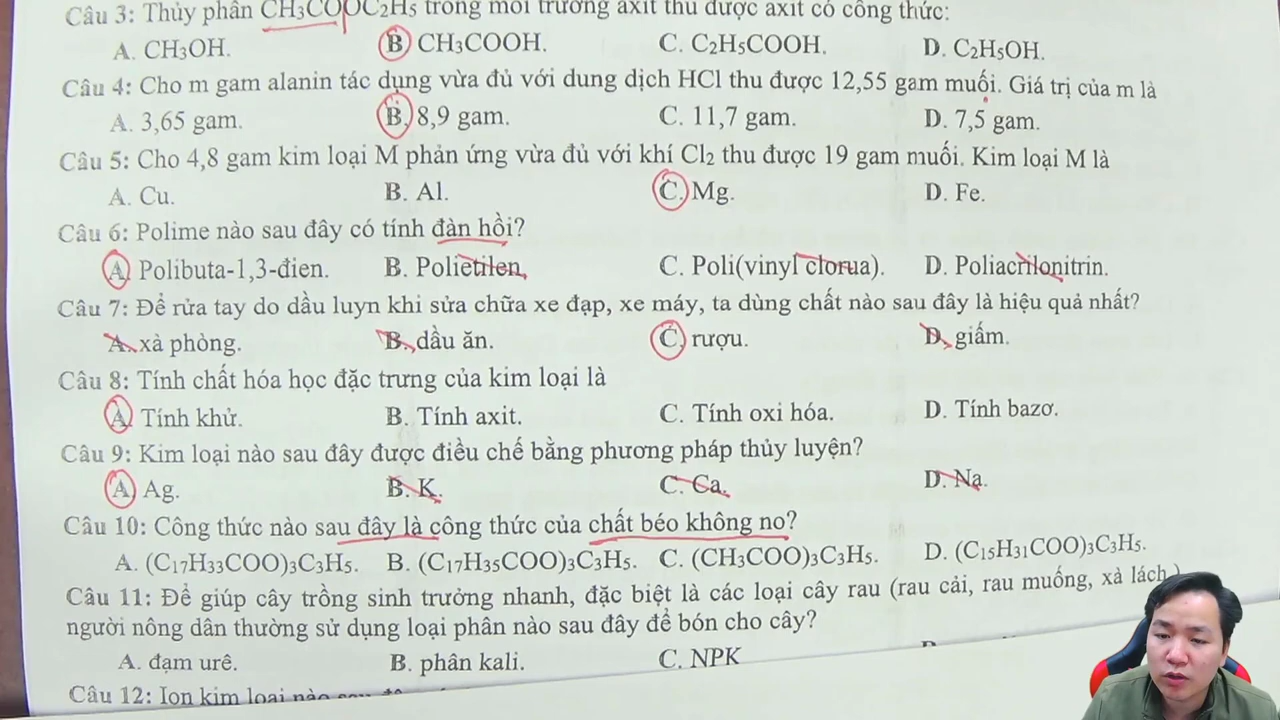 Câu 3: Thủy phân CH₃COOC₂H₅ trong môi trường axit thu được axit có công thức:
A. CH₃OH. B. CH₃COOH. C. C₂H₅COOH. D. C₂H₅OH.
Câu 4: Cho m gam alanin tác dụng vừa đủ với dung dịch HCl thu được 12,55 gam muối. Giá trị của m là
A. 3,65 gam. B. 8,9 gam. C. 11,7 gam. D. 7,5 gam.
Câu 5: Cho 4,8 gam kim loại M phản ứng vừa đủ với khí Cl₂ thu được 19 gam muối. Kim loại M là
A. Cu. B. Al. C. Mg. D. Fe.
Câu 6: Polime nào sau đây có tính đàn hồi?
A. Polibuta-1,3-đien. B. Polietilen. C. Poli(vinyl clorua). D. Poliacrilonitrin.
Câu 7: Để rửa tay do dầu luyn khi sửa chữa xe đạp, xe máy, ta dùng chất nào sau đây là hiệu quả nhất?
A. xà phòng. B. dầu ăn. C. rượu. D. giấm.
Câu 8: Tính chất hóa học đặc trưng của kim loại là
A. Tính khử. B. Tính axit. C. Tính oxi hóa. D. Tính bazơ.
Câu 9: Kim loại nào sau đây được điều chế bằng phương pháp thủy luyện?
A. Ag. B. K. C. Ca. D. Na.
Câu 10: Công thức nào sau đây là công thức của chất béo không no?
A. (C₁₇H₃₃COO)₃C₃H₅. B. (C₁₇H₃₅COO)₃C₃H₅. C. (CH₃COO)₃C₃H₅. D. (C₁₅H₃₁COO)₃C₃H₅.
Câu 11: Để giúp cây trồng sinh trưởng nhanh, đặc biệt là các loại cây rau (rau cải, rau muống, xà lách.)
người nông dân thường sử dụng loại phân nào sau đây để bón cho cây?
A. đạm urê. B. phân kali. C. NPK
Câu 12: Ion kim loại nào sau